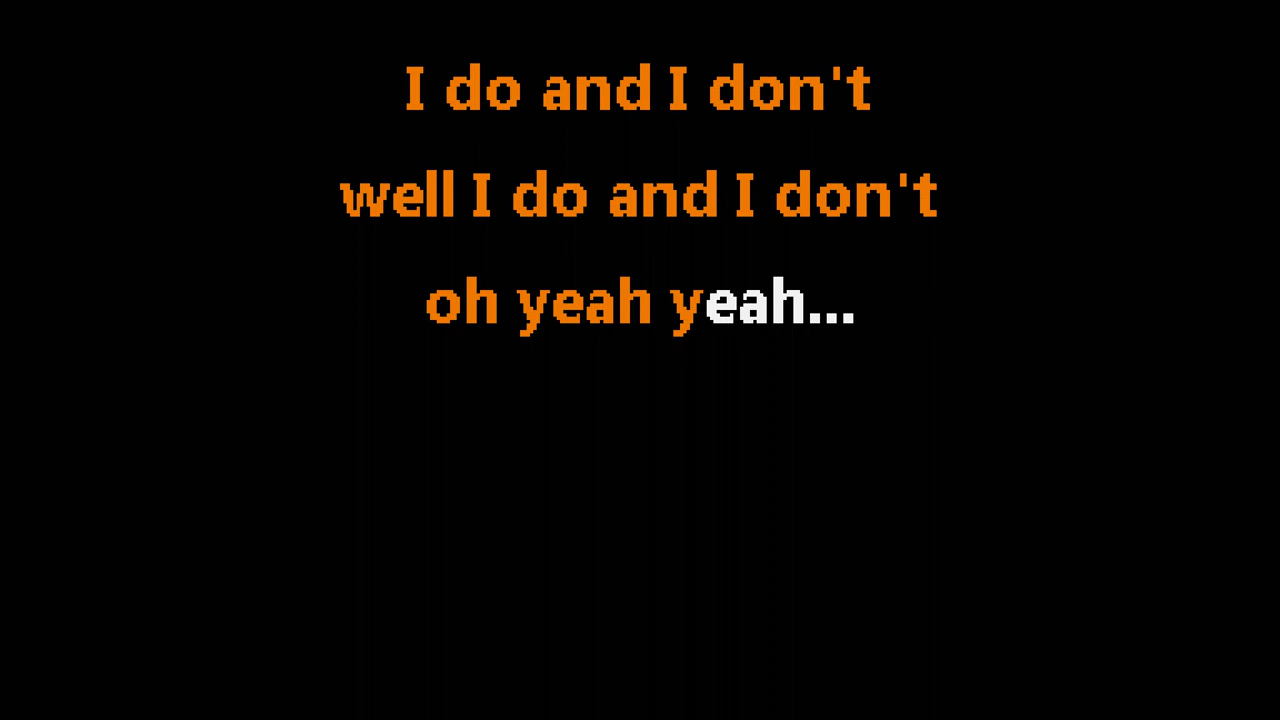 I do and I don't
well I do and I don't
oh yeah yeah...